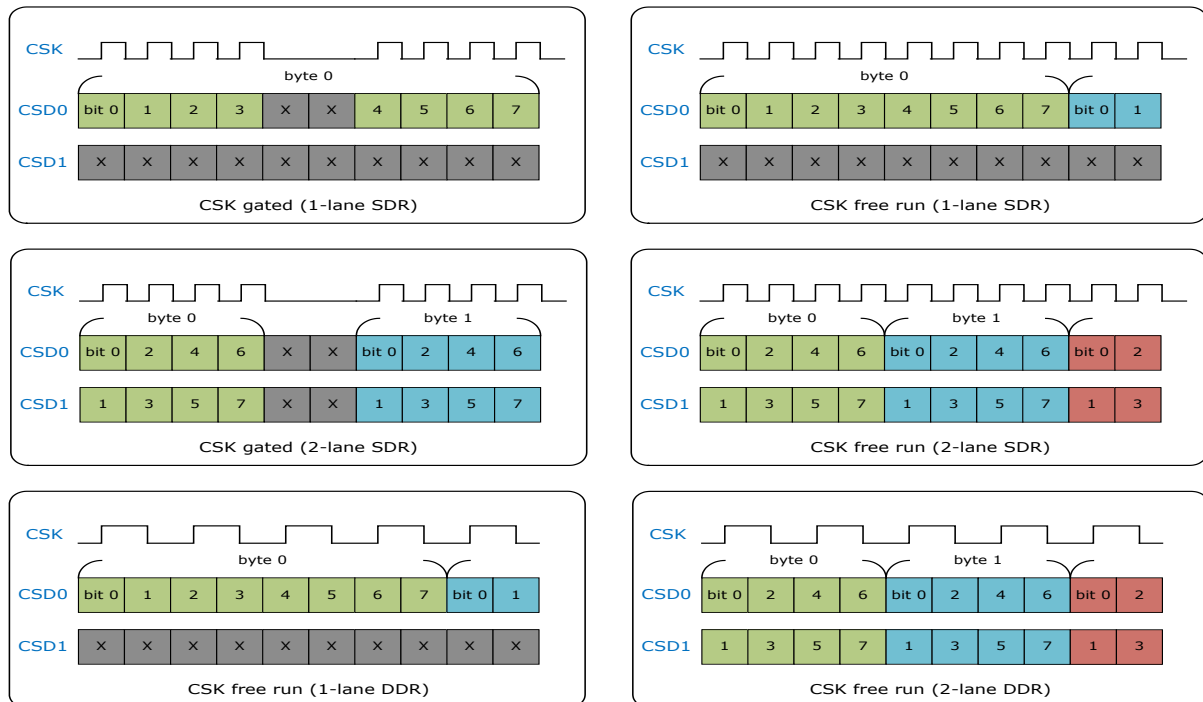 CSK
byte 0
CSD0 bit 0 1 2 3 X X 4 5 6 7
CSD1 X X X X X X X X X X
CSK gated (1-lane SDR)
CSK
byte 0
CSD0 bit 0 1 2 3 4 5 6 7 bit 0 1
CSD1 X X X X X X X X X X
CSK free run (1-lane SDR)
CSK
byte 0 byte 1
CSD0 bit 0 2 4 6 X X bit 0 2 4 6
CSD1 1 3 5 7 X X 1 3 5 7
CSK gated (2-lane SDR)
CSK
byte 0 byte 1
CSD0 bit 0 2 4 6 bit 0 2 4 6 bit 0 2
CSD1 1 3 5 7 1 3 5 7 1 3
CSK free run (2-lane SDR)
CSK
byte 0
CSD0 bit 0 1 2 3 4 5 6 7 bit 0 1
CSD1 X X X X X X X X X X
CSK free run (1-lane DDR)
CSK
byte 0 byte 1
CSD0 bit 0 2 4 6 bit 0 2 4 6 bit 0 2
CSD1 1 3 5 7 1 3 5 7 1 3
CSK free run (2-lane DDR)